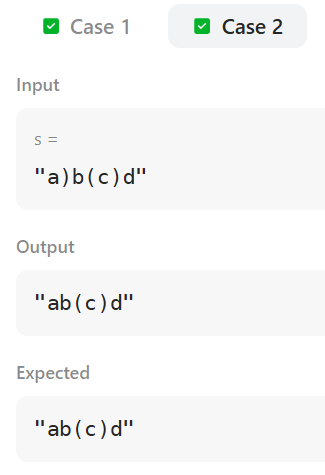 Case 1 Case 2
Input
s =
"a)b(c)d"
Output
"ab(c)d"
Expected
"ab(c)d"